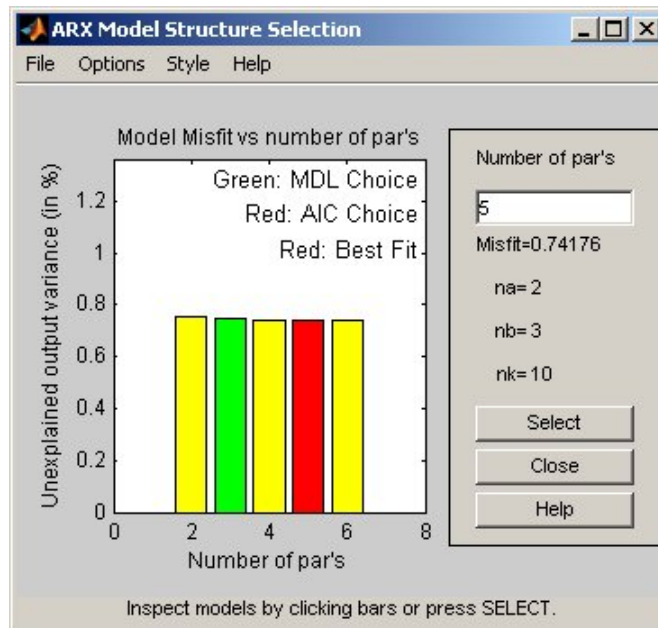 ARX Model Structure Selection
File Options Style Help
Model Misfit vs number of par's
Green: MDL Choice
Red: AIC Choice
Red: Best Fit
Unexplained output variance (in %)
1.2
1
0.8
0.6
0.4
0.2
0
0 2 4 6 8
Number of par's
Number of par's
5
Misfit=0.74176
na= 2
nb= 3
nk= 10
Select
Close
Help
Inspect models by clicking bars or press SELECT.